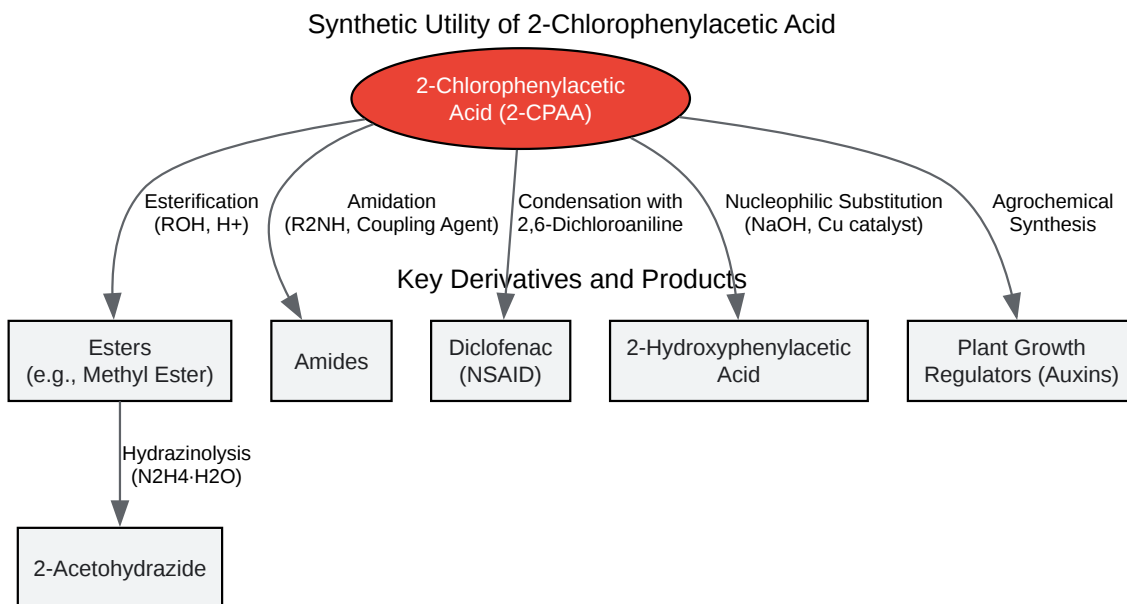 Synthetic Utility of 2-Chlorophenylacetic Acid
2-Chlorophenylacetic
Acid (2-CPAA)
Esterification
(ROH, H+)
Amidation
(R2NH, Coupling Agent)
Condensation with
2,6-Dichloroaniline
Nucleophilic Substitution
(NaOH, Cu catalyst)
Agrochemical
Synthesis
Key Derivatives and Products
Esters
(e.g., Methyl Ester)
Amides
Diclofenac
(NSAID)
2-Hydroxyphenylacetic
Acid
Plant Growth
Regulators (Auxins)
Hydrazinolysis
(N2H4·H2O)
2-Acetohydrazide